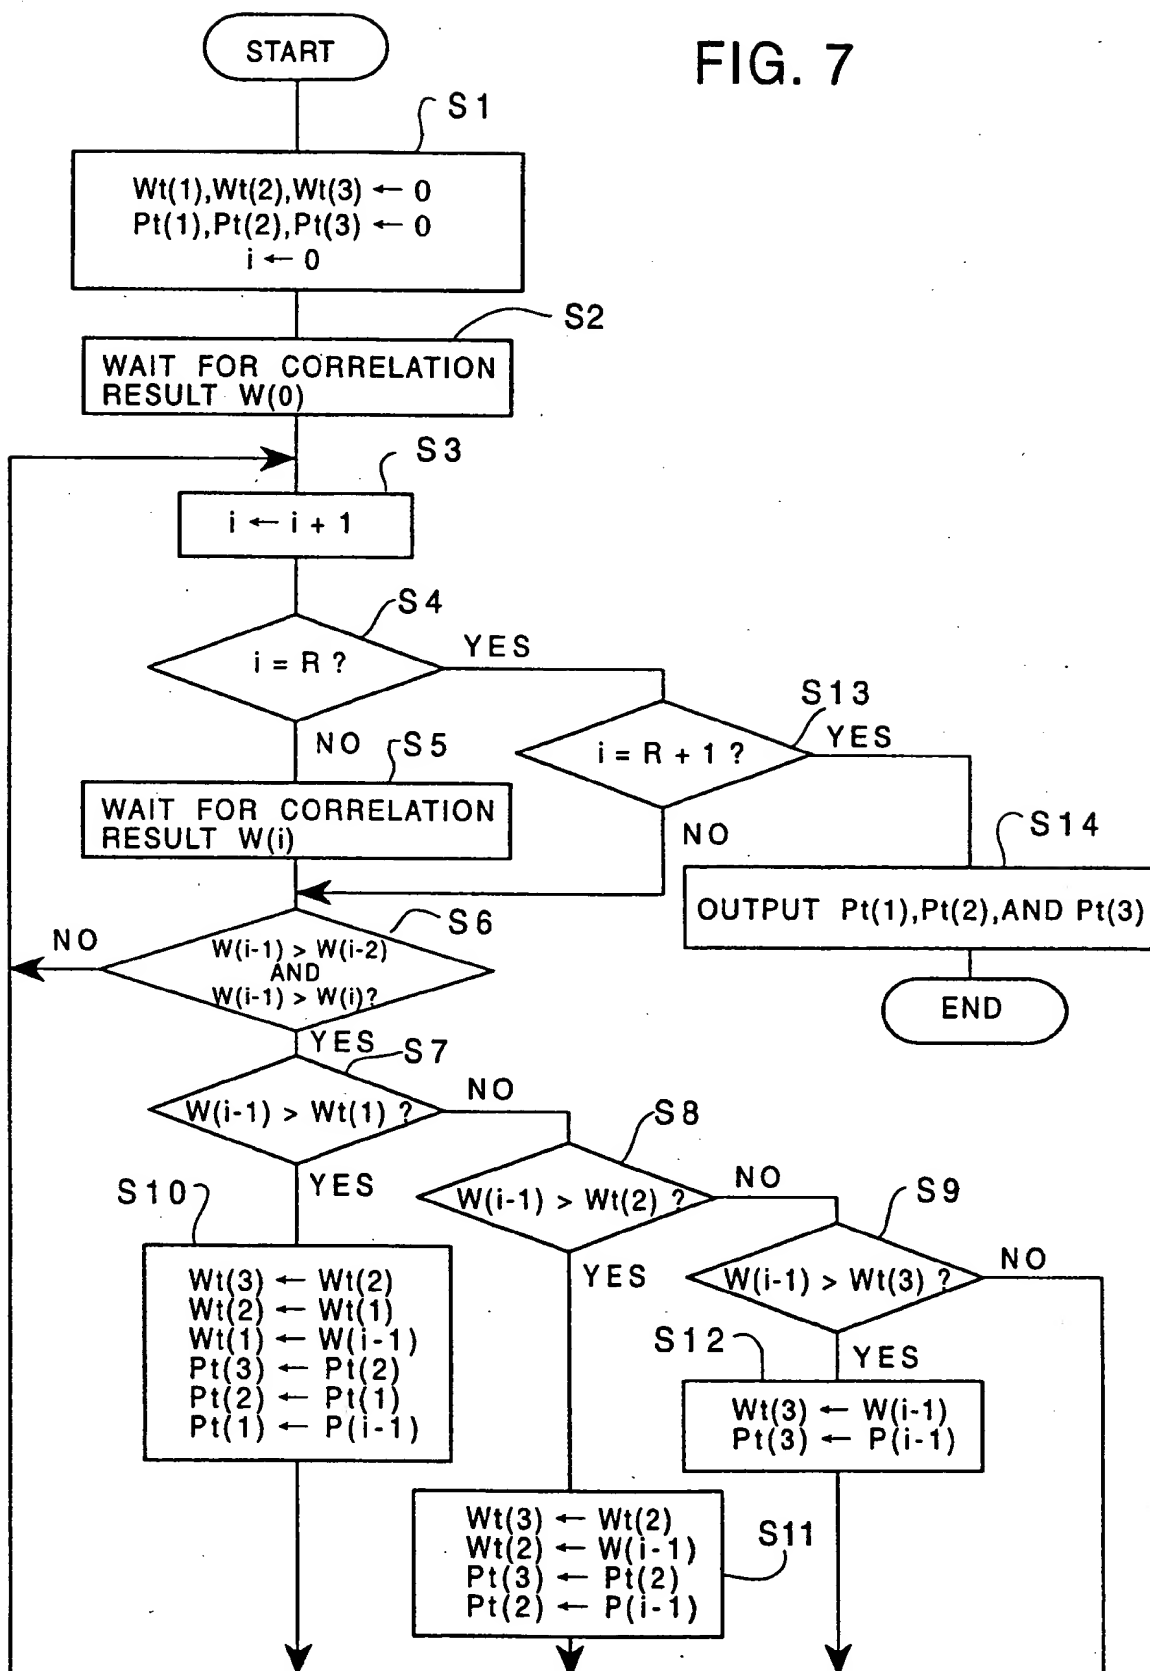 START
FIG. 7
S1
Wt(1),Wt(2),Wt(3) ← 0
Pt(1),Pt(2),Pt(3) ← 0
i ← 0
S2
WAIT FOR CORRELATION
RESULT W(0)
S3
i ← i + 1
S4
i = R ?
YES
NO
S13
i = R + 1 ?
YES
NO
S5
WAIT FOR CORRELATION
RESULT W(i)
S14
OUTPUT Pt(1),Pt(2),AND Pt(3)
END
S6
NO
W(i-1) > W(i-2)
AND
W(i-1) > W(i)?
YES
S7
W(i-1) > Wt(1) ?
NO
YES
S8
W(i-1) > Wt(2) ?
NO
YES
S9
W(i-1) > Wt(3) ?
NO
YES
S10
Wt(3) ← Wt(2)
Wt(2) ← Wt(1)
Wt(1) ← W(i-1)
Pt(3) ← Pt(2)
Pt(2) ← Pt(1)
Pt(1) ← P(i-1)
S12
Wt(3) ← W(i-1)
Pt(3) ← P(i-1)
S11
Wt(3) ← Wt(2)
Wt(2) ← W(i-1)
Pt(3) ← Pt(2)
Pt(2) ← P(i-1)